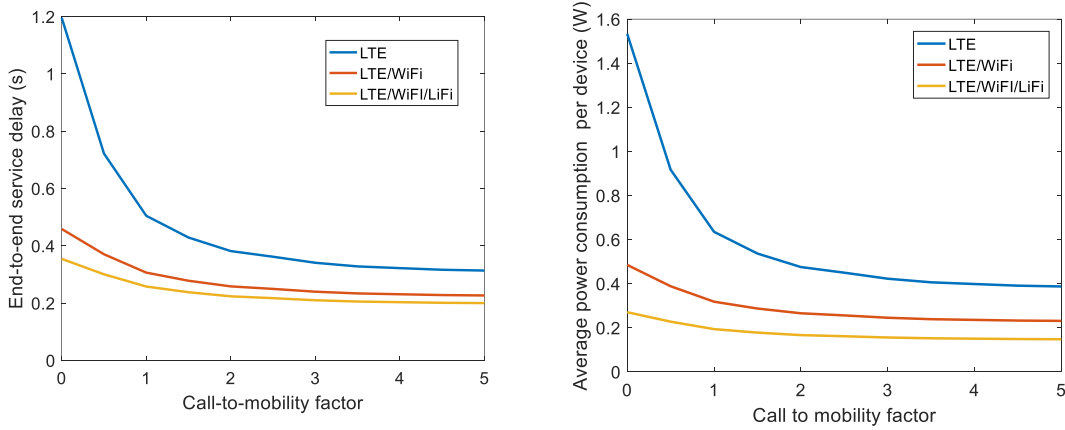 End-to-end service delay (s)
1.2
1
0.8
0.6
0.4
0.2
0
LTE
LTE/WiFi
LTE/WiFI/LiFi
0 1 2 3 4 5
Call-to-mobility factor
Average power consumption per device (W)
1.6
1.4
1.2
1
0.8
0.6
0.4
0.2
0
LTE
LTE/WiFi
LTE/WiFI/LiFi
0 1 2 3 4 5
Call to mobility factor